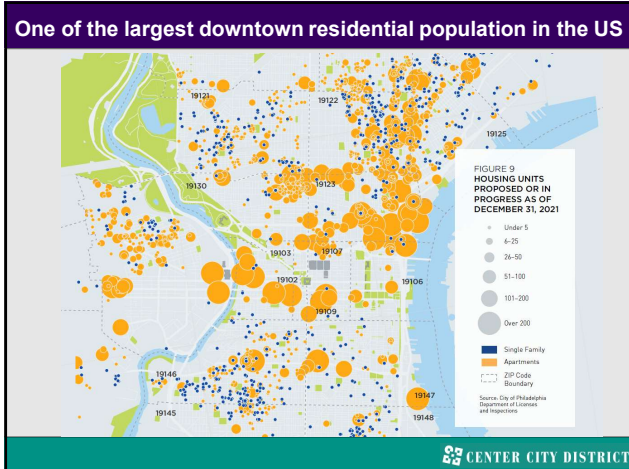 One of the largest downtown residential population in the US
19121
19122
19125
19130
19123
19103
19107
19102
19106
19109
19146
19147
19145
19148
FIGURE 9
HOUSING UNITS
PROPOSED OR IN
PROGRESS AS OF
DECEMBER 31, 2021
Under 5
6–25
26–50
51–100
101–200
Over 200
Single Family
Apartments
ZIP Code
Boundary
Source: City of Philadelphia
Department of Licenses
and Inspections
CENTER CITY DISTRICT